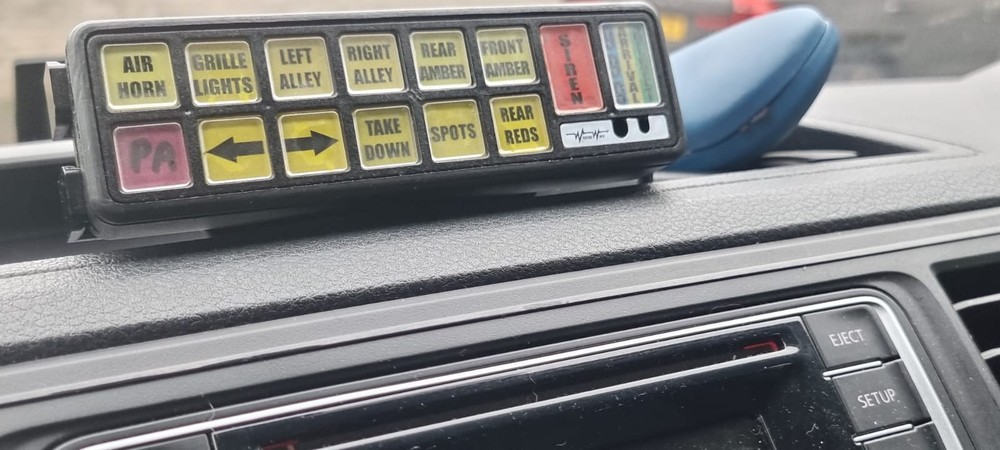 AIR
HORN
GRILLE
LIGHTS
LEFT
ALLEY
RIGHT
ALLEY
REAR
AMBER
FRONT
AMBER
SIREN
ARRIVAL
PA
TAKE
DOWN
SPOTS
REAR
REDS
EJECT
SETUP